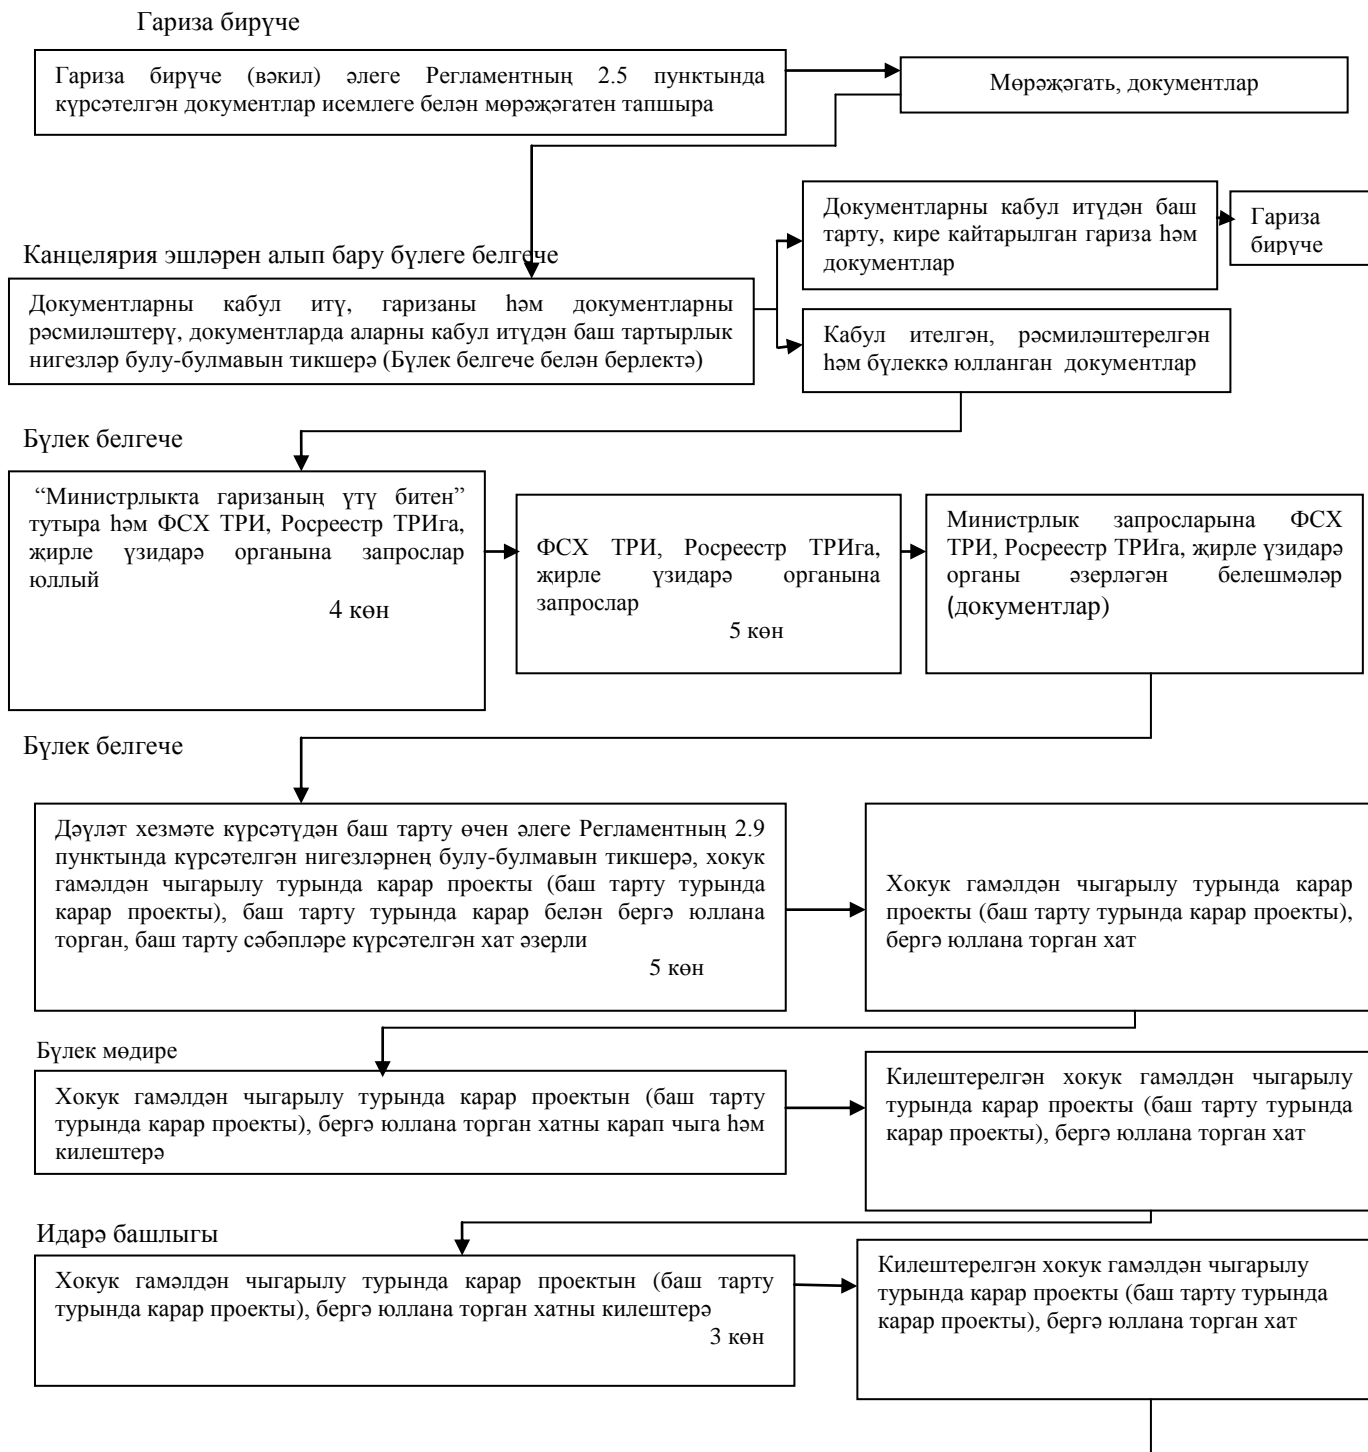 Гариза бирүче
Гариза бирүче (вәкил) әлеге Регламентның 2.5 пунктында
күрсәтелгән документлар исемлеге белән мөрәҗәгатен тапшыра
Мөрәҗәгать, документлар
Документларны кабул итүдән баш
тарту, кире кайтарылган гариза һәм
документлар
Гариза
бирүче
Канцелярия эшләрен алып бару бүлеге белгече
Документларны кабул итү, гаризаны һәм документларны
рәсмиләштерү, документларда аларны кабул итүдән баш тартырлык
нигезләр булу-булмавын тикшерә (Бүлек белгече белән берлектә)
Кабул ителгән, рәсмиләштерелгән
һәм бүлеккә юлланган документлар
Бүлек белгече
“Министрлыкта гаризаның үтү битен”
тутыра һәм ФСХ ТРИ, Росреестр ТРИга,
җирле үзидарә органына запрослар
юллый
4 көн
ФСХ ТРИ, Росреестр ТРИга,
җирле үзидарә органына
запрослар
5 көн
Министрлык запросларына ФСХ
ТРИ, Росреестр ТРИга, җирле үзидарә
органы әзерләгән белешмәләр
(документлар)
Бүлек белгече
Дәүләт хезмәте күрсәтүдән баш тарту өчен әлеге Регламентның 2.9
пунктында күрсәтелгән нигезләрнең булу-булмавын тикшерә, хокук
гамәлдән чыгарылу турында карар проекты (баш тарту турында
карар проекты), баш тарту турында карар белән бергә юллана
торган, баш тарту сәбәпләре күрсәтелгән хат әзерли
5 көн
Хокук гамәлдән чыгарылу турында карар
проекты (баш тарту турында карар проекты),
бергә юллана торган хат
Бүлек мөдире
Хокук гамәлдән чыгарылу турында карар проектын (баш тарту
турында карар проекты), бергә юллана торган хатны карап чыга һәм
килештерә
Килештерелгән хокук гамәлдән чыгарылу
турында карар проекты (баш тарту турында
карар проекты), бергә юллана торган хат
Идарә башлыгы
Хокук гамәлдән чыгарылу турында карар проектын (баш тарту
турында карар проекты), бергә юллана торган хатны килештерә
3 көн
Килештерелгән хокук гамәлдән чыгарылу
турында карар проекты (баш тарту турында
карар проекты), бергә юллана торган хат